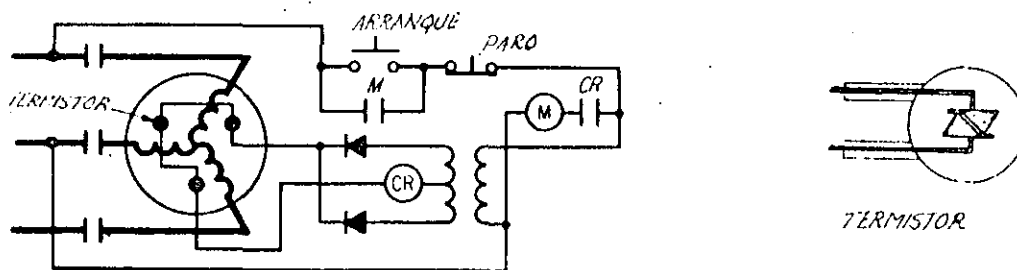 ARRANQUE
PARO
M
CR
M
TERMISTOR
CR
TERMISTOR